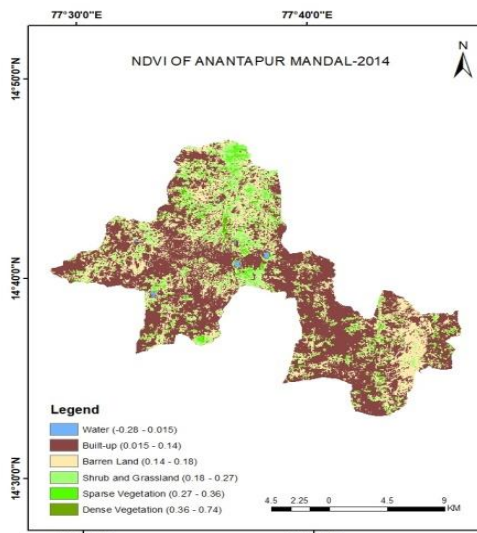 77°30'0"E 77°40'0"E
NDVI OF ANANTAPUR MANDAL-2014
N
14°50'0"N
14°40'0"N
14°30'0"N
Legend
Water (-0.28 - 0.015)
Built-up (0.015 - 0.14)
Barren Land (0.14 - 0.18)
Shrub and Grassland (0.18 - 0.27)
Sparse Vegetation (0.27 - 0.36)
Dense Vegetation (0.36 - 0.74)
4.5 2.25 0 4.5 9
KM